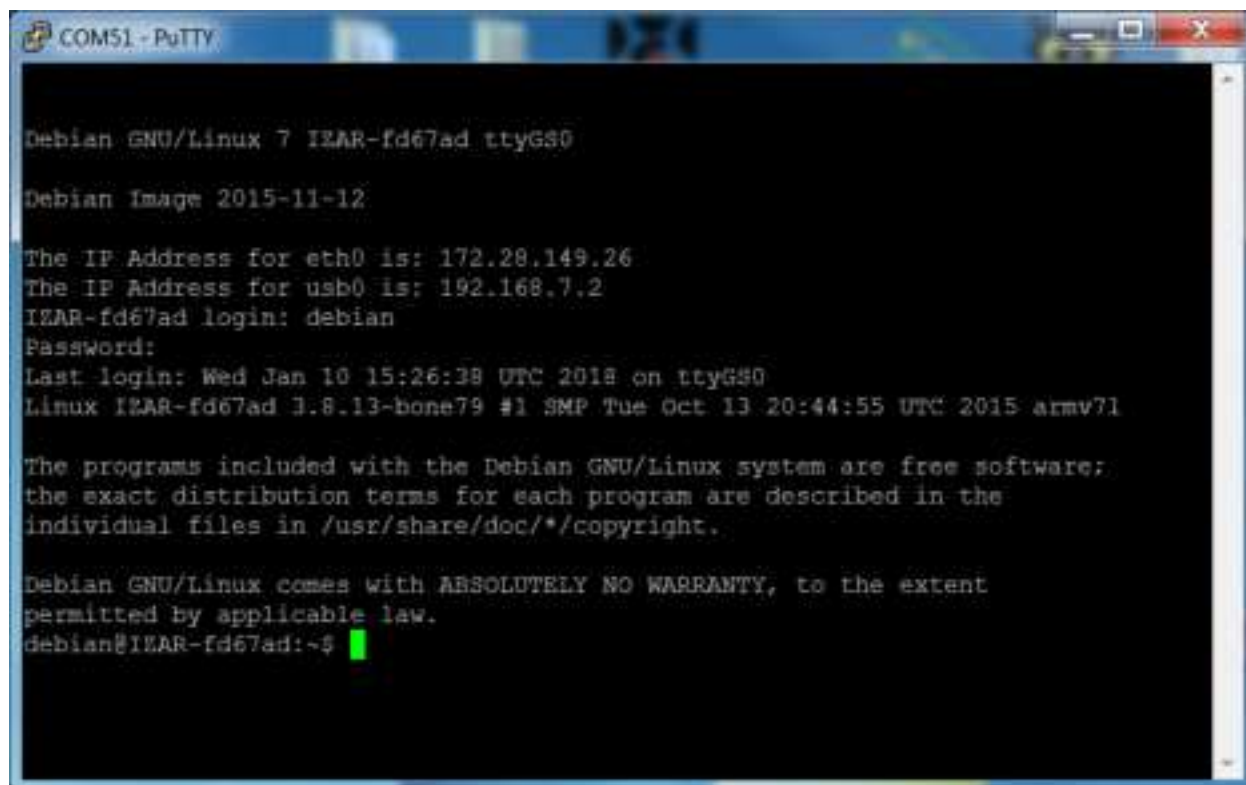 COM51 - PuTTY
Debian GNU/Linux 7 IZAR-fd67ad ttyGS0
Debian Image 2015-11-12
The IP Address for eth0 is: 172.28.149.26
The IP Address for usb0 is: 192.168.7.2
IZAR-fd67ad login: debian
Password:
Last login: Wed Jan 10 15:26:38 UTC 2018 on ttyGS0
Linux IZAR-fd67ad 3.8.13-bone79 #1 SMP Tue Oct 13 20:44:55 UTC 2015 armv7l
The programs included with the Debian GNU/Linux system are free software;
the exact distribution terms for each program are described in the
individual files in /usr/share/doc/*/copyright.
Debian GNU/Linux comes with ABSOLUTELY NO WARRANTY, to the extent
permitted by applicable law.
debian@IZAR-fd67ad:~$